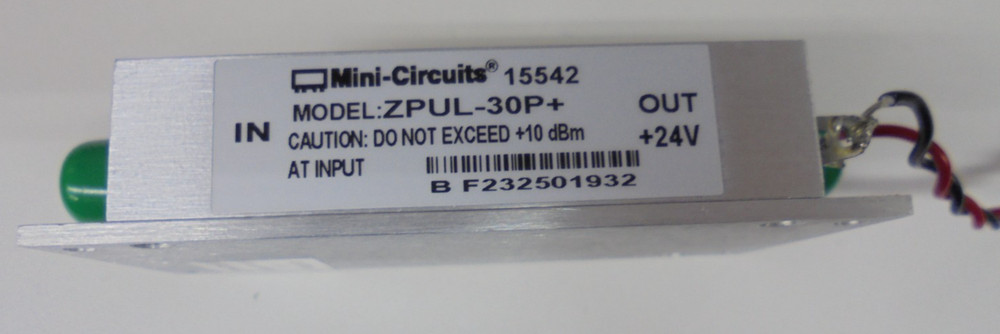 Mini-Circuits® 15542
MODEL:ZPUL-30P+
IN
CAUTION: DO NOT EXCEED +10 dBm
AT INPUT
OUT
+24V
B F232501932